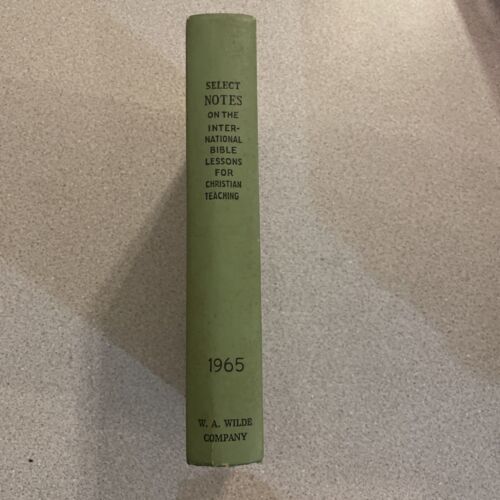 SELECT
NOTES
ON THE
INTER-
NATIONAL
BIBLE
LESSONS
FOR
CHRISTIAN
TEACHING
1965
W. A. WILDE
COMPANY